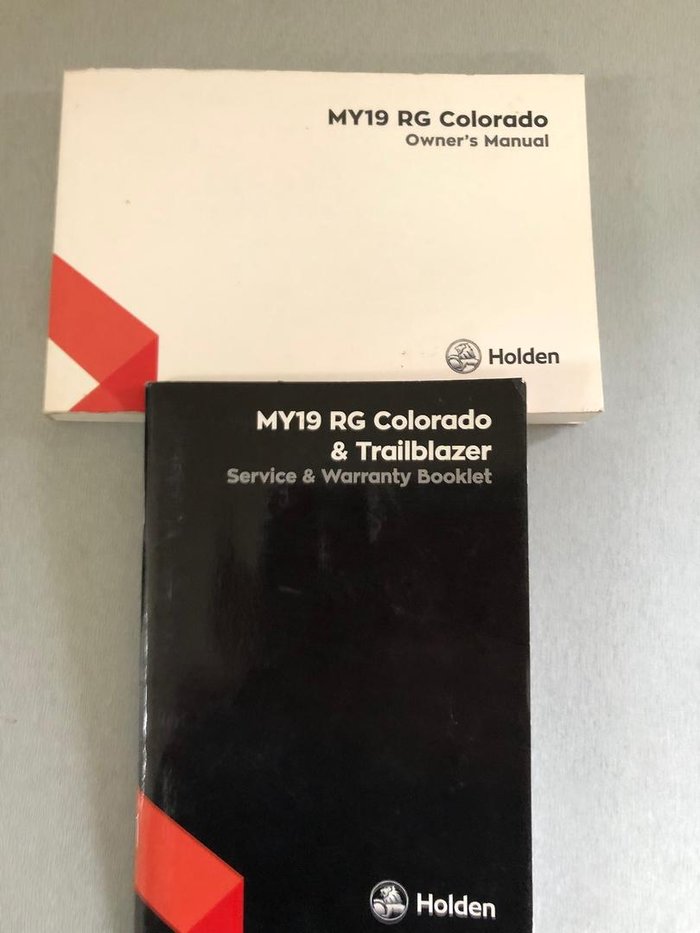 MY19 RG Colorado
Owner's Manual
Holden
MY19 RG Colorado
& Trailblazer
Service & Warranty Booklet
Holden